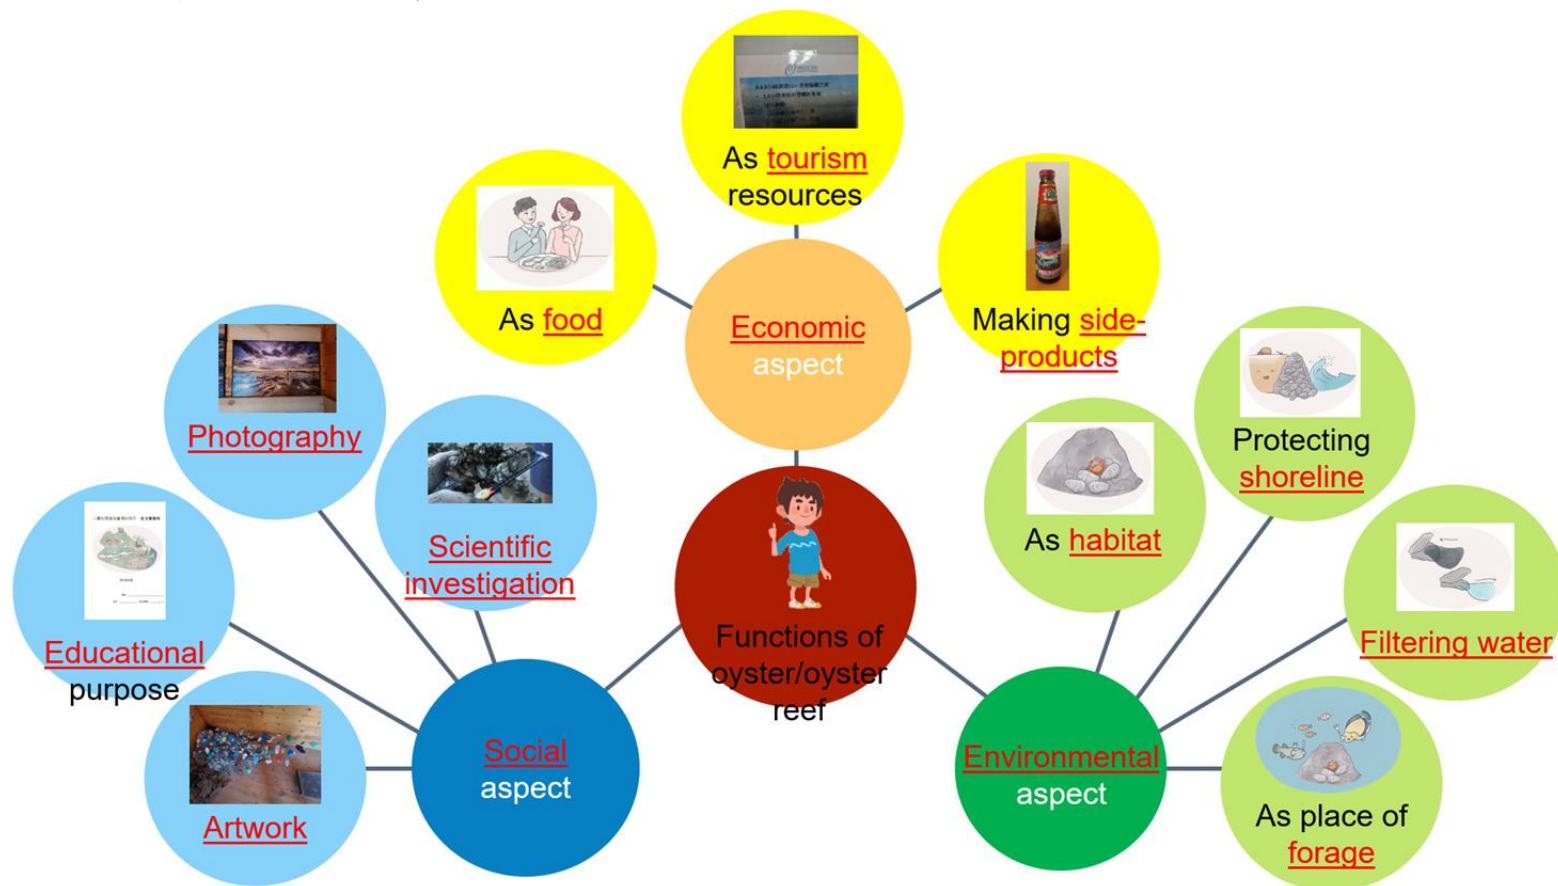 As tourism
resources
As food
Making side-
products
Economic
aspect
Photography
Scientific
investigation
Educational
purpose
Artwork
Social
aspect
Functions of
oyster/oyster
reef
As habitat
Protecting
shoreline
Filtering water
As place of
forage
Environmental
aspect